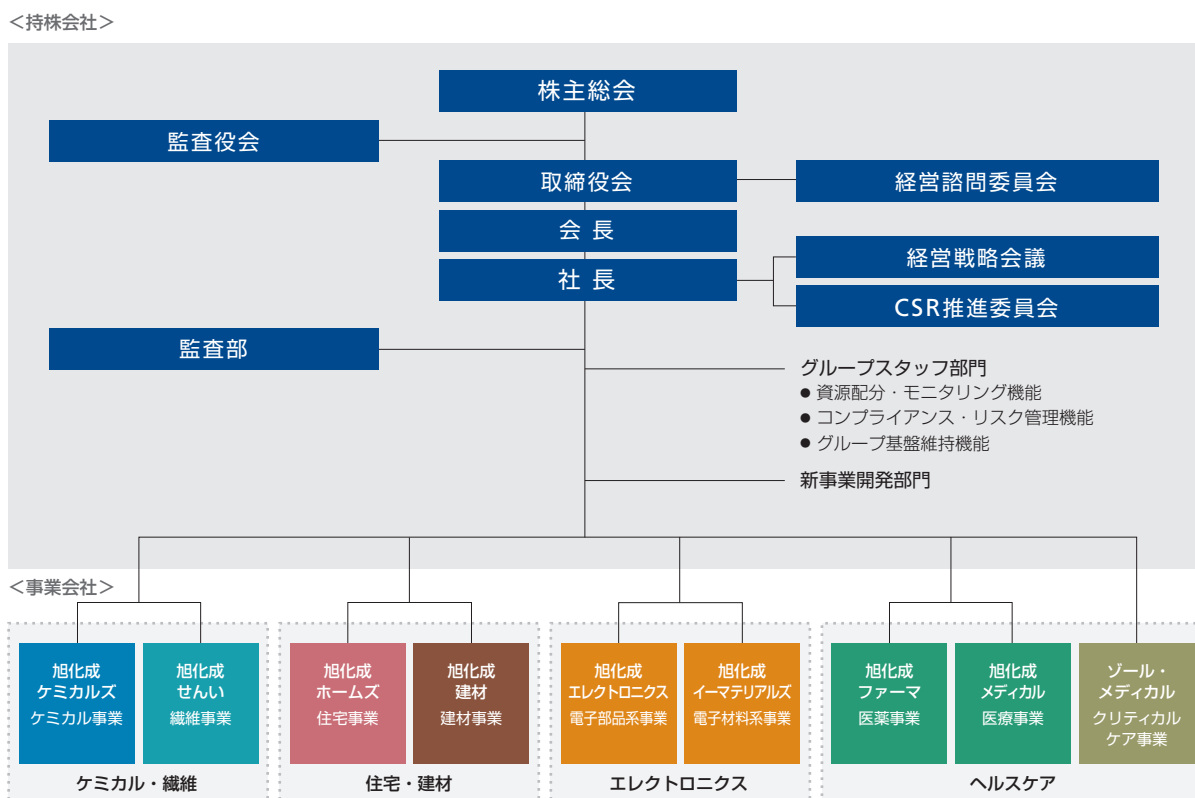 ＜持株会社＞
株主総会
監査役会
取締役会
経営諮問委員会
会 長
社 長
経営戦略会議
CSR推進委員会
監査部
グループスタッフ部門
● 資源配分・モニタリング機能
● コンプライアンス・リスク管理機能
● グループ基盤維持機能
新事業開発部門
＜事業会社＞
旭化成
ケミカルズ
ケミカル事業
旭化成
せんい
繊維事業
ケミカル・繊維
旭化成
ホームズ
住宅事業
旭化成
建材
建材事業
住宅・建材
旭化成
エレクトロニクス
電子部品系事業
旭化成
イーマテリアルズ
電子材料系事業
エレクトロニクス
旭化成
ファーマ
医薬事業
旭化成
メディカル
医療事業
ゾール・
メディカル
クリティカル
ケア事業
ヘルスケア